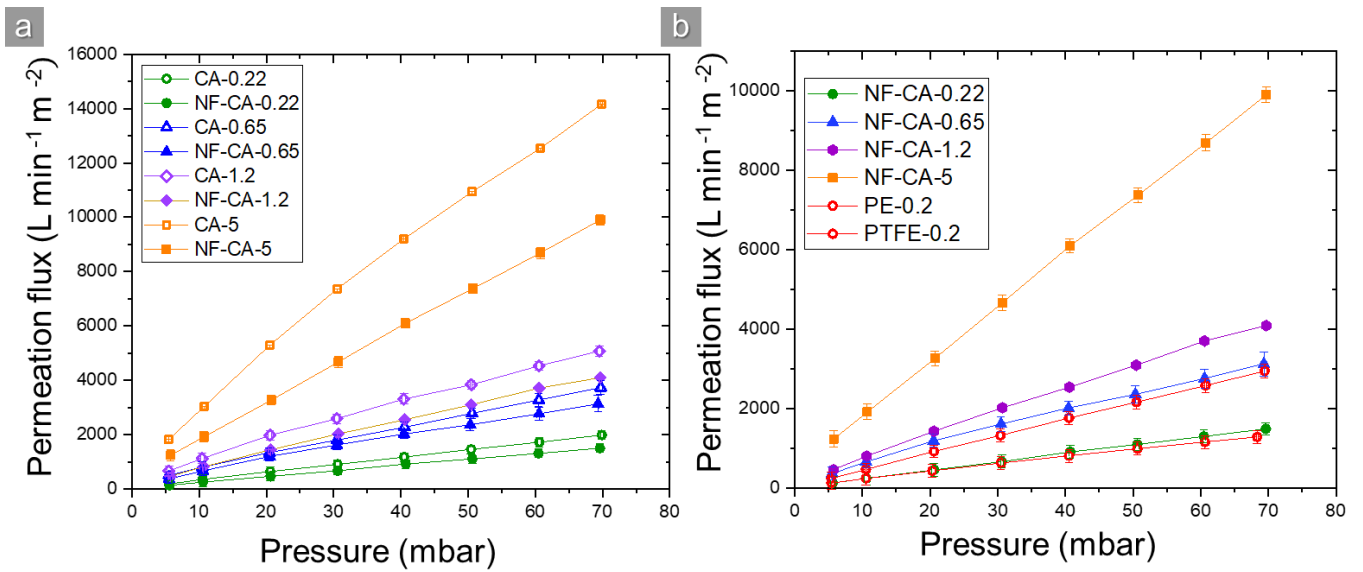 a
Permeation flux (L min⁻¹ m⁻²)
16000
14000
12000
10000
8000
6000
4000
2000
0
CA-0.22
NF-CA-0.22
CA-0.65
NF-CA-0.65
CA-1.2
NF-CA-1.2
CA-5
NF-CA-5
0 10 20 30 40 50 60 70 80
Pressure (mbar)
b
Permeation flux (L min⁻¹ m⁻²)
10000
8000
6000
4000
2000
0
NF-CA-0.22
NF-CA-0.65
NF-CA-1.2
NF-CA-5
PE-0.2
PTFE-0.2
0 10 20 30 40 50 60 70 80
Pressure (mbar)